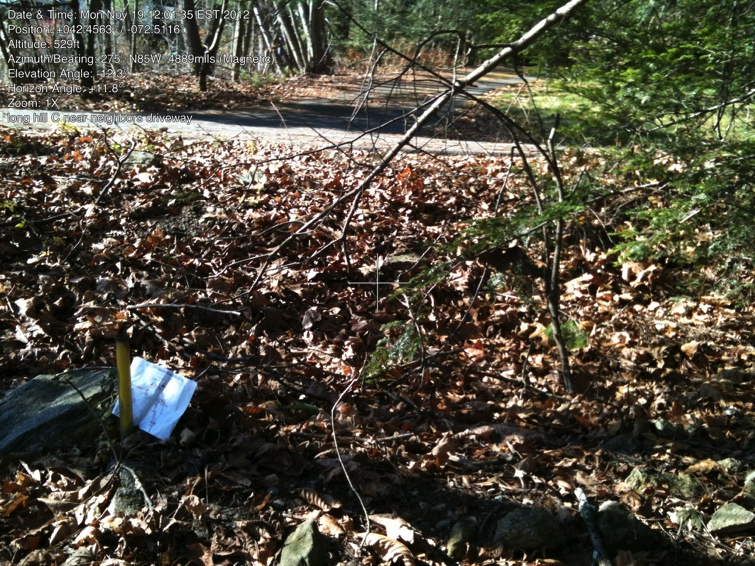 Date & Time: Mon Nov 19 12:01:35 EST 2012
Position: +042.4563° / -072.5116°
Altitude: 529ft
Azimuth/Bearing: 275° N85W 4889mils (Magnetic)
Elevation Angle: -12.3°
Horizon Angle: +11.8°
Zoom: 1X
long hill C near neighbors driveway